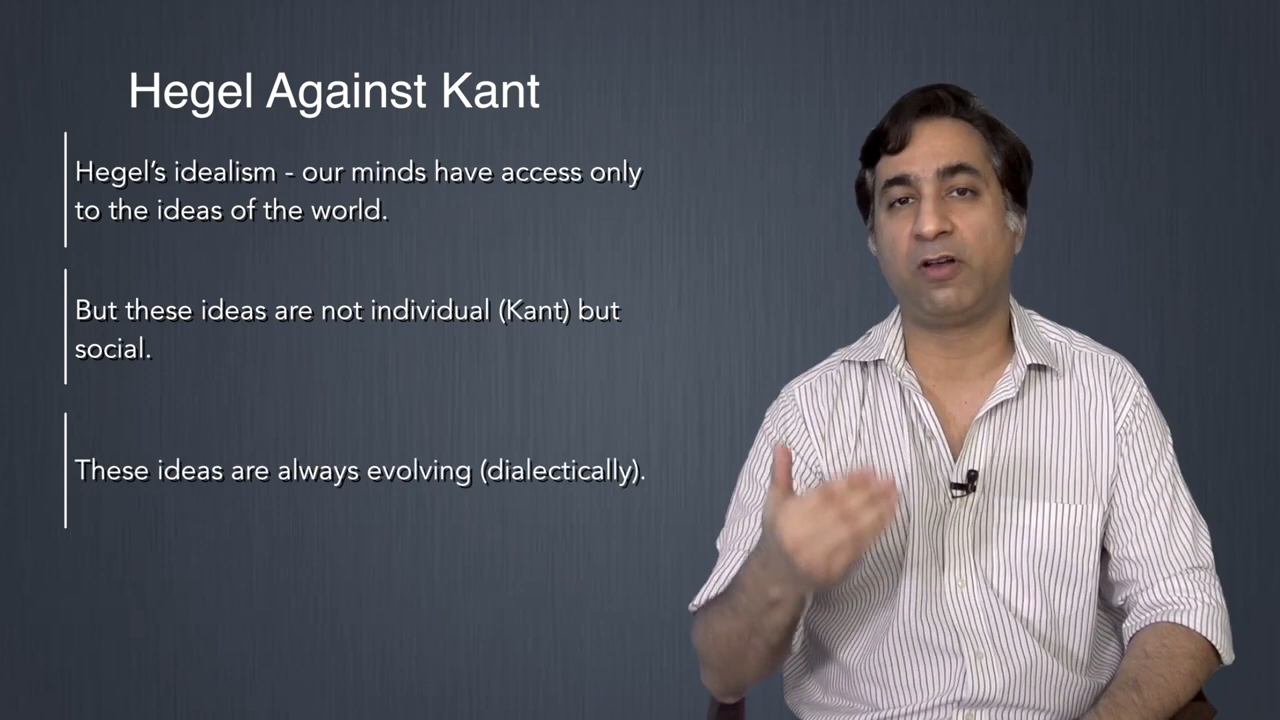 Hegel Against Kant
Hegel’s idealism - our minds have access only
to the ideas of the world.
But these ideas are not individual (Kant) but
social.
These ideas are always evolving (dialectically).